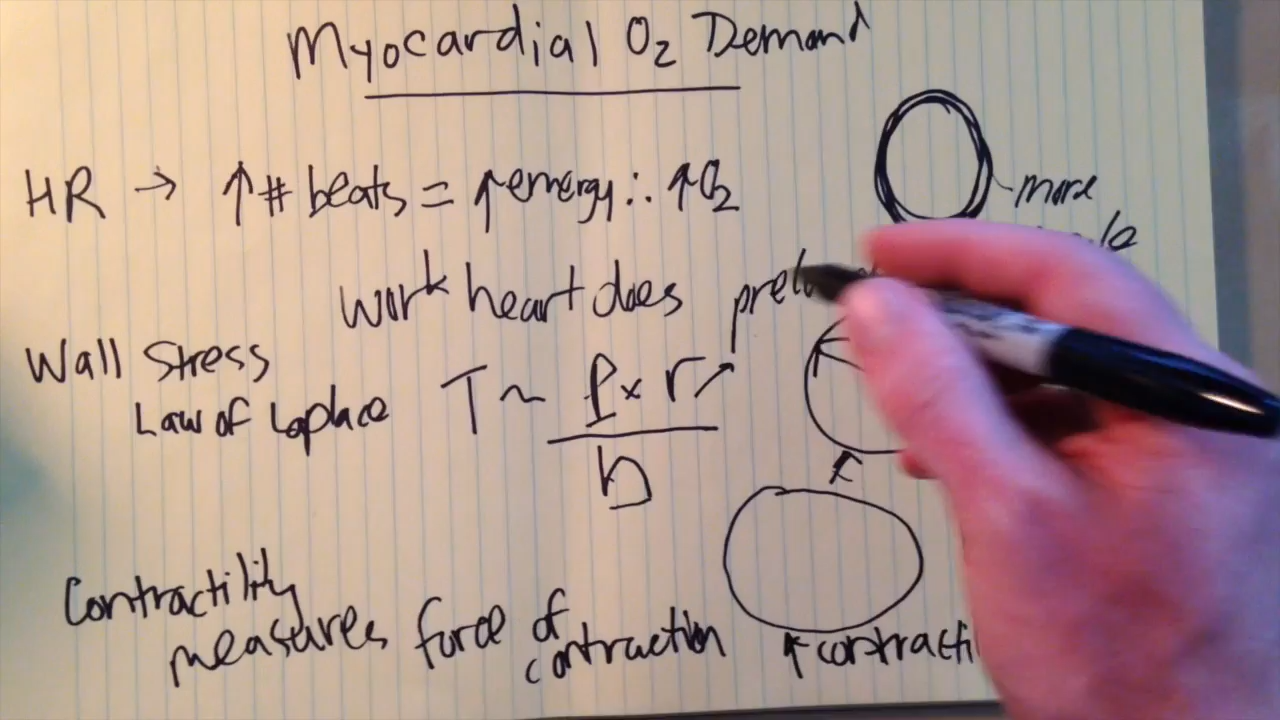 Myocardial O2 Demand
HR → ↑ # beats = ↑ energy ∴ ↑O2
more
work heart does
Wall Stress
Law of Laplace
T ~ P x r
h
Contractility
measures force of
contraction
↑ contracti